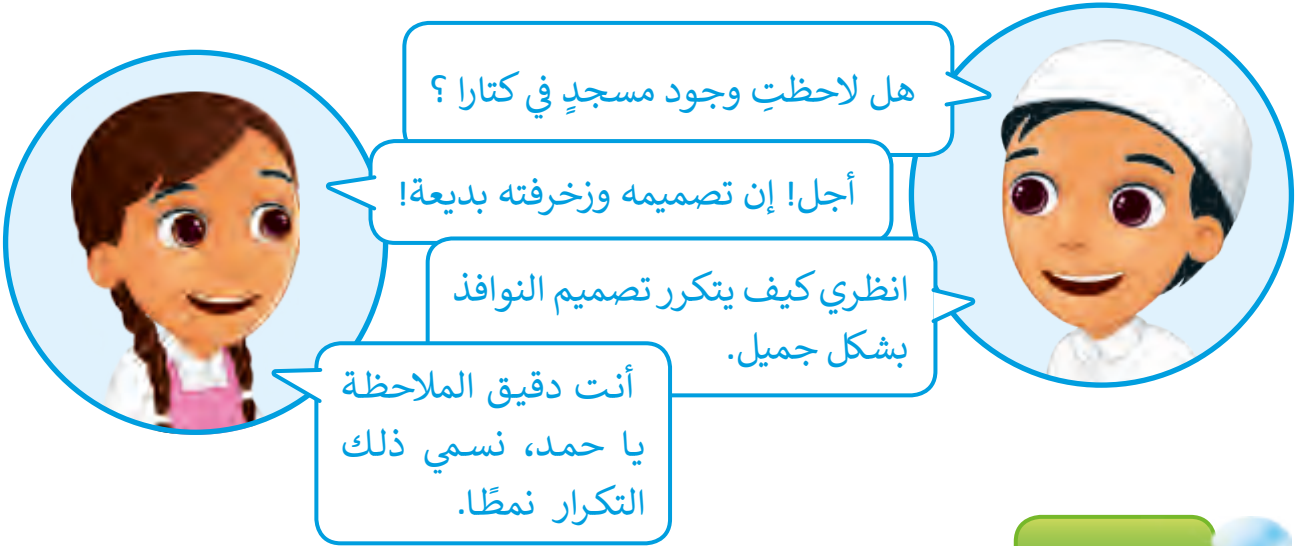 هل لاحظتِ وجود مسجدٍ في كتارا ؟
أجل! إن تصميمه وزخرفته بديعة!
انظري كيف يتكرر تصميم النوافذ
بشكل جميل.
أنت دقيق الملاحظة
يا حمد، نسمي ذلك
التكرار نمطًا.